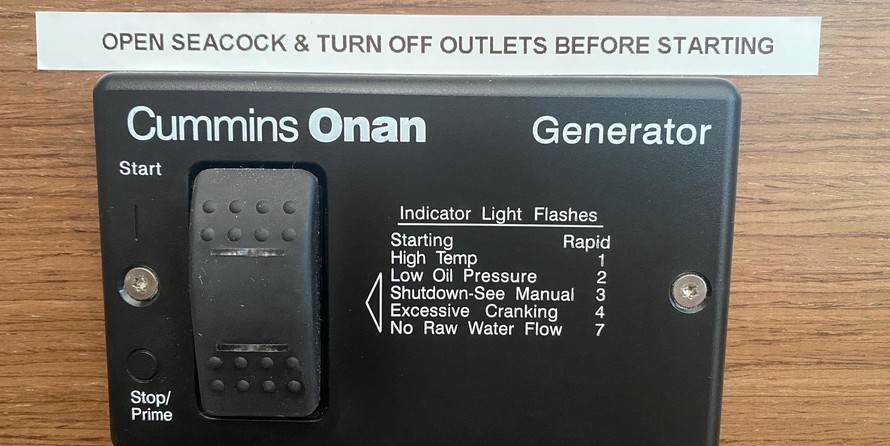 OPEN SEACOCK & TURN OFF OUTLETS BEFORE STARTING
Cummins Onan Generator
Start
Indicator Light Flashes
Starting Rapid
High Temp 1
Low Oil Pressure 2
Shutdown-See Manual 3
Excessive Cranking 4
No Raw Water Flow 7
Stop/
Prime